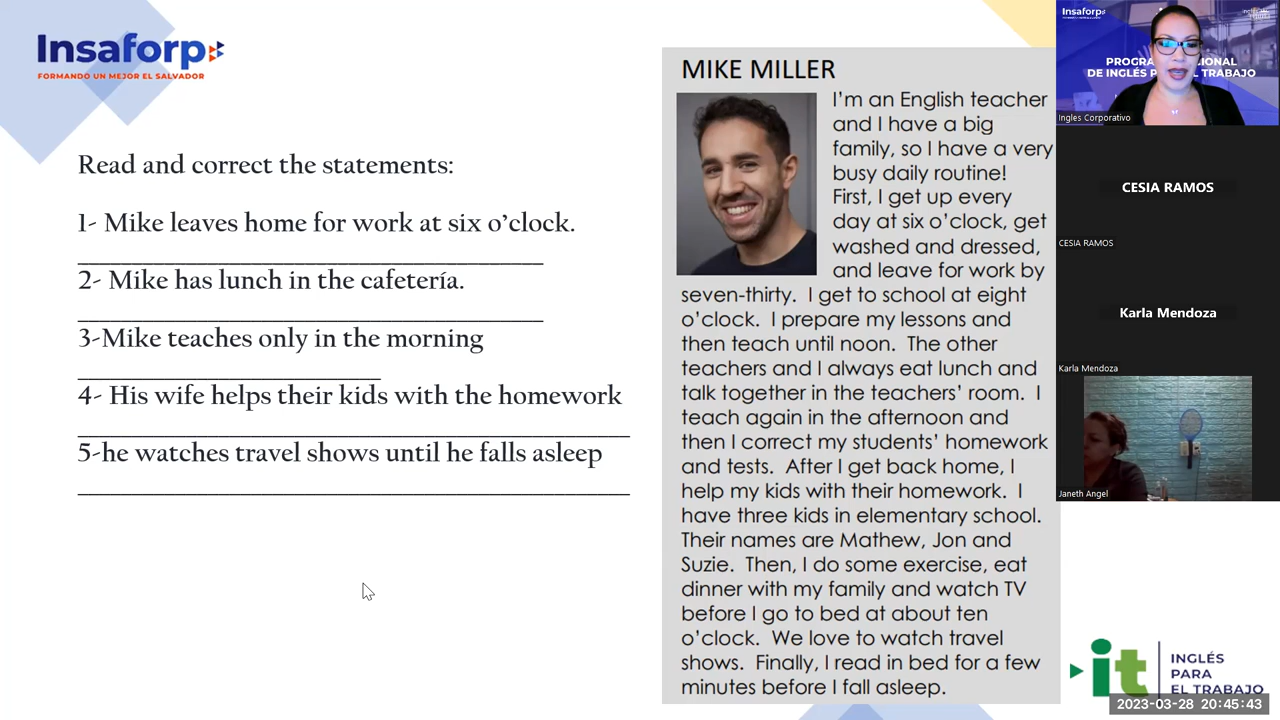 Insaforp
FORMANDO UN MEJOR EL SALVADOR
Read and correct the statements:
1- Mike leaves home for work at six o’clock.
2- Mike has lunch in the cafetería.
3-Mike teaches only in the morning
4- His wife helps their kids with the homework
5-he watches travel shows until he falls asleep
MIKE MILLER
I’m an English teacher
and I have a big
family, so I have a very
busy daily routine!
First, I get up every
day at six o’clock, get
washed and dressed,
and leave for work by
seven-thirty. I get to school at eight
o’clock. I prepare my lessons and
then teach until noon. The other
teachers and I always eat lunch and
talk together in the teachers’ room. I
teach again in the afternoon and
then I correct my students’ homework
and tests. After I get back home, I
help my kids with their homework. I
have three kids in elementary school.
Their names are Mathew, Jon and
Suzie. Then, I do some exercise, eat
dinner with my family and watch TV
before I go to bed at about ten
o’clock. We love to watch travel
shows. Finally, I read in bed for a few
minutes before I fall asleep.
Insaforp
PROGRA CIONAL
DE INGLÉS P L TRABAJO
Ingles Corporativo
CESIA RAMOS
CESIA RAMOS
Karla Mendoza
Karla Mendoza
Janeth Angel
it
INGLÉS
PARA
EL TRABAJO
2023-03-28 20:45:43